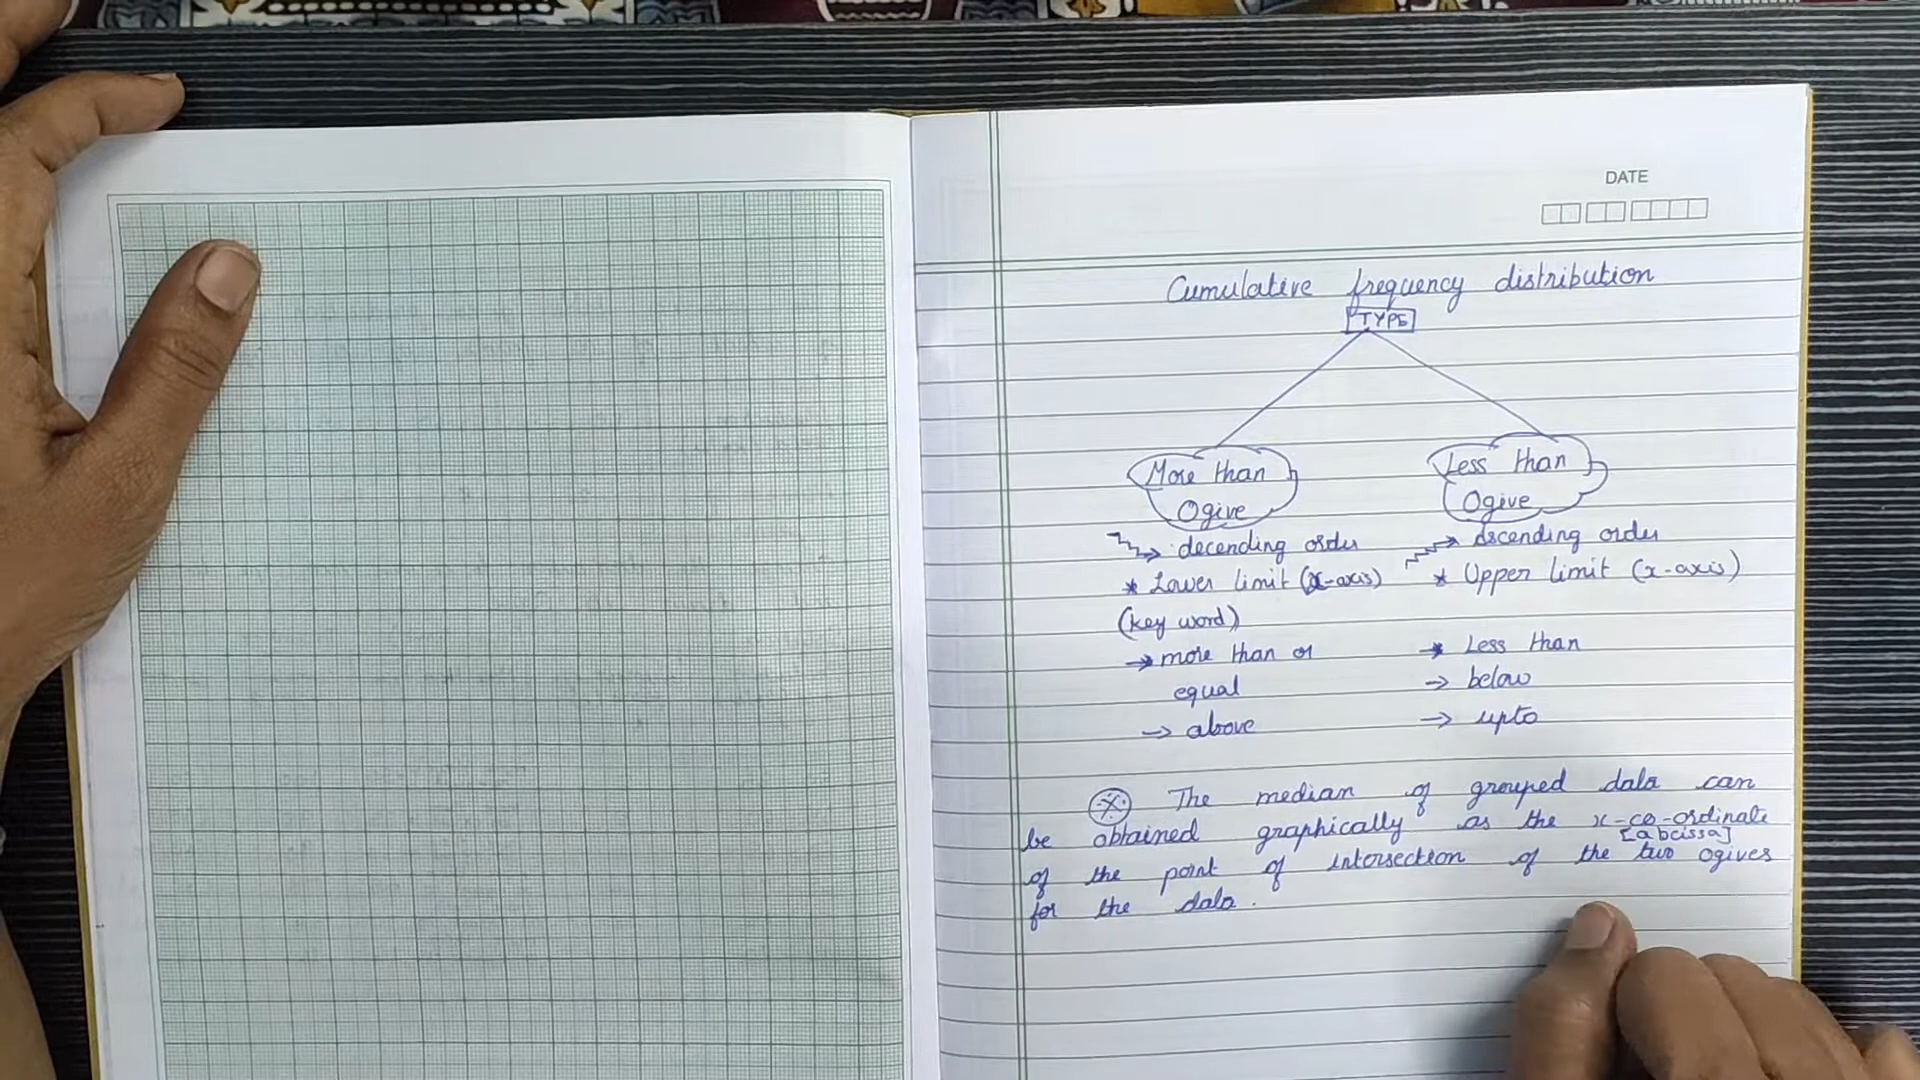 DATE
Cumulative frequency distribution
TYPE
More than
Ogive
decending order
* Lower limit (x-axis)
(key word)
→ more than or
equal
→ above
Less than
Ogive
ascending order
* Upper limit (x-axis)
→ Less than
→ below
→ upto
The median of grouped data can
be obtained graphically as the x-co-ordinate
[abcissa]
of the point of intersection of the two ogives
for the data.